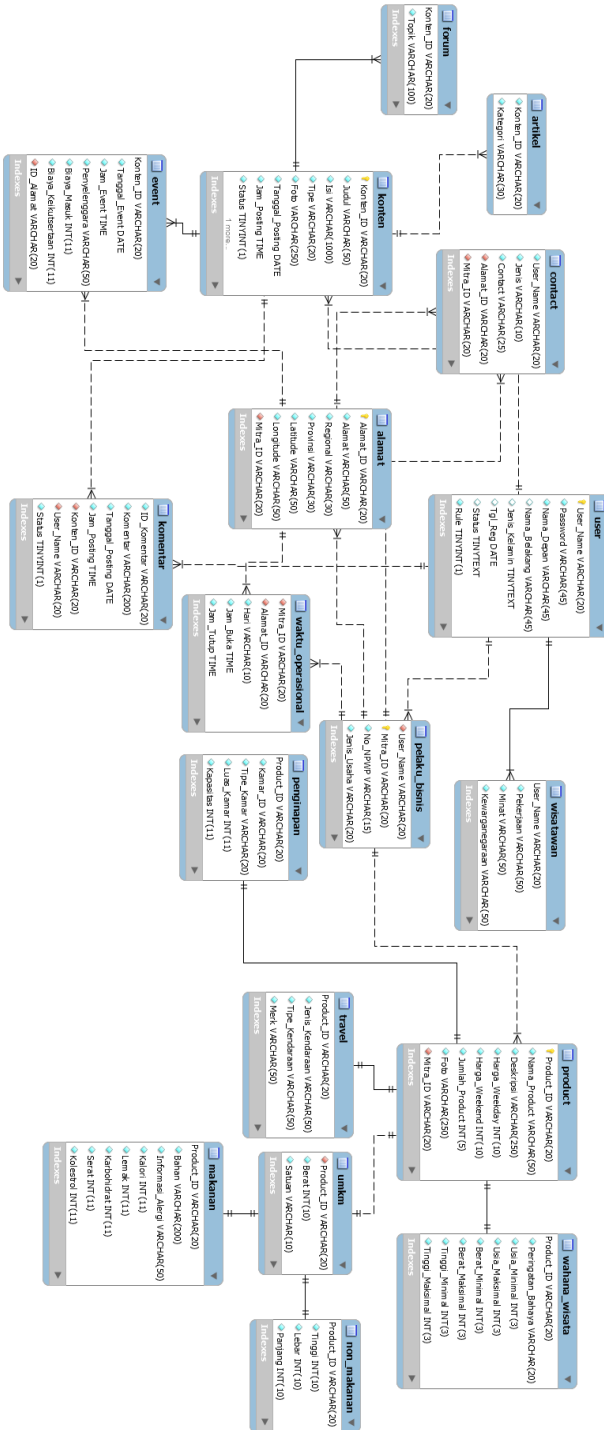 forum
Konten_ID VARCHAR(20)
Topik VARCHAR(100)
Indexes
artikel
Konten_ID VARCHAR(20)
Kategori VARCHAR(30)
Indexes
konten
Konten_ID VARCHAR(20)
Judul VARCHAR(50)
Isi VARCHAR(1000)
Tipe VARCHAR(20)
Foto VARCHAR(250)
Tanggal_Posting DATE
Jam_Posting TIME
Status TINYINT(1)
1 more...
Indexes
event
Konten_ID VARCHAR(20)
Tanggal_Event DATE
Jam_Event TIME
Penyelenggara VARCHAR(50)
Biaya_Masuk INT(11)
Biaya_Keikutsertaan INT(11)
ID_Alamat VARCHAR(20)
Indexes
contact
User_Name VARCHAR(20)
Jenis VARCHAR(10)
Contact VARCHAR(25)
Alamat_ID VARCHAR(20)
Mitra_ID VARCHAR(20)
Indexes
alamat
Alamat_ID VARCHAR(20)
Alamat VARCHAR(50)
Regional VARCHAR(30)
Provinsi VARCHAR(30)
Latitude VARCHAR(50)
Longitude VARCHAR(50)
Mitra_ID VARCHAR(20)
Indexes
user
User_Name VARCHAR(20)
Password VARCHAR(45)
Nama_Depan VARCHAR(45)
Nama_Belakang VARCHAR(45)
Jenis_Kelamin TINYTEXT
Tgl_Reg DATE
Status TINYTEXT
Rule TINYINT(1)
Indexes
komentar
ID_Komentar VARCHAR(20)
Komentar VARCHAR(200)
Tanggal_Posting DATE
Jam_Posting TIME
Konten_ID VARCHAR(20)
User_Name VARCHAR(20)
Status TINYINT(1)
Indexes
waktu_operasional
Mitra_ID VARCHAR(20)
Alamat_ID VARCHAR(20)
Hari VARCHAR(10)
Jam_Buka TIME
Jam_Tutup TIME
Indexes
pelaku_bisnis
User_Name VARCHAR(20)
Mitra_ID VARCHAR(20)
No_NPWP VARCHAR(15)
Jenis_Usaha VARCHAR(20)
Indexes
wisatawan
User_Name VARCHAR(20)
Pekerjaan VARCHAR(50)
Minat VARCHAR(50)
Kewarganegaraan VARCHAR(50)
Indexes
penginapan
Product_ID VARCHAR(20)
Kamar_ID VARCHAR(20)
Tipe_Kamar VARCHAR(20)
Luas_Kamar INT(11)
Kapasitas INT(11)
Indexes
product
Product_ID VARCHAR(20)
Nama_Product VARCHAR(50)
Deskripsi VARCHAR(250)
Harga_Weekday INT(10)
Harga_Weekend INT(10)
Jumlah_Product INT(5)
Foto VARCHAR(250)
Mitra_ID VARCHAR(20)
Indexes
travel
Product_ID VARCHAR(20)
Jenis_Kendaraan VARCHAR(50)
Tipe_Kendaraan VARCHAR(50)
Merk VARCHAR(50)
Indexes
umkm
Product_ID VARCHAR(20)
Berat INT(10)
Satuan VARCHAR(10)
Indexes
makanan
Product_ID VARCHAR(20)
Bahan VARCHAR(200)
Informasi_Alergi VARCHAR(50)
Kalori INT(11)
Lemak INT(11)
Karbohidrat INT(11)
Serat INT(11)
Kolestrol INT(11)
Indexes
wahana_wisata
Product_ID VARCHAR(20)
Peringatan_Bahaya VARCHAR(20)
Usia_Minimal INT(3)
Usia_Maksimal INT(3)
Berat_Minimal INT(3)
Berat_Maksimal INT(3)
Tinggi_Minimal INT(3)
Tinggi_Maksimal INT(3)
Indexes
non_makanan
Product_ID VARCHAR(20)
Tinggi INT(10)
Lebar INT(10)
Panjang INT(10)
Indexes